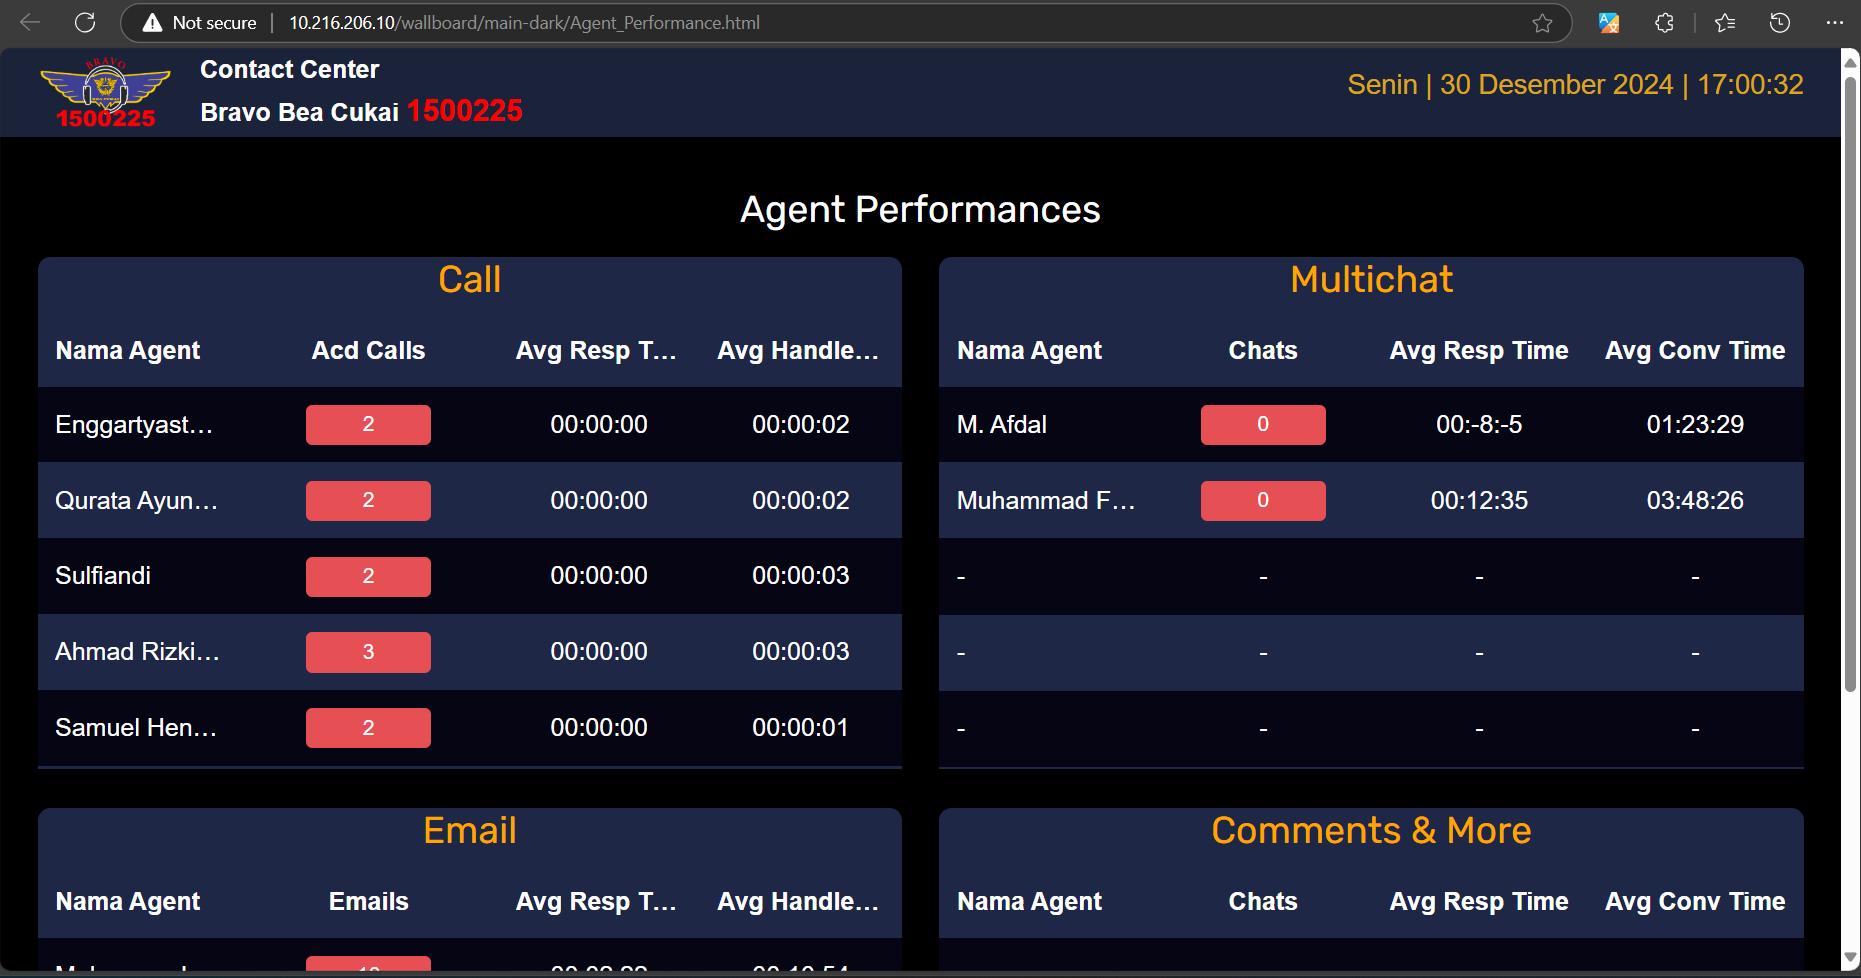 Not secure | 10.216.206.10/wallboard/main-dark/Agent_Performance.html
BRAVO
1500225
Contact Center
Bravo Bea Cukai 1500225
Senin | 30 Desember 2024 | 17:00:32
Agent Performances
Call
Nama Agent Acd Calls Avg Resp T... Avg Handle...
Enggartyast... 2 00:00:00 00:00:02
Qurata Ayun... 2 00:00:00 00:00:02
Sulfiandi 2 00:00:00 00:00:03
Ahmad Rizki... 3 00:00:00 00:00:03
Samuel Hen... 2 00:00:00 00:00:01
Multichat
Nama Agent Chats Avg Resp Time Avg Conv Time
M. Afdal 0 00:-8:-5 01:23:29
Muhammad F... 0 00:12:35 03:48:26
- - - -
- - - -
- - - -
Email
Nama Agent Emails Avg Resp T... Avg Handle...
Comments & More
Nama Agent Chats Avg Resp Time Avg Conv Time